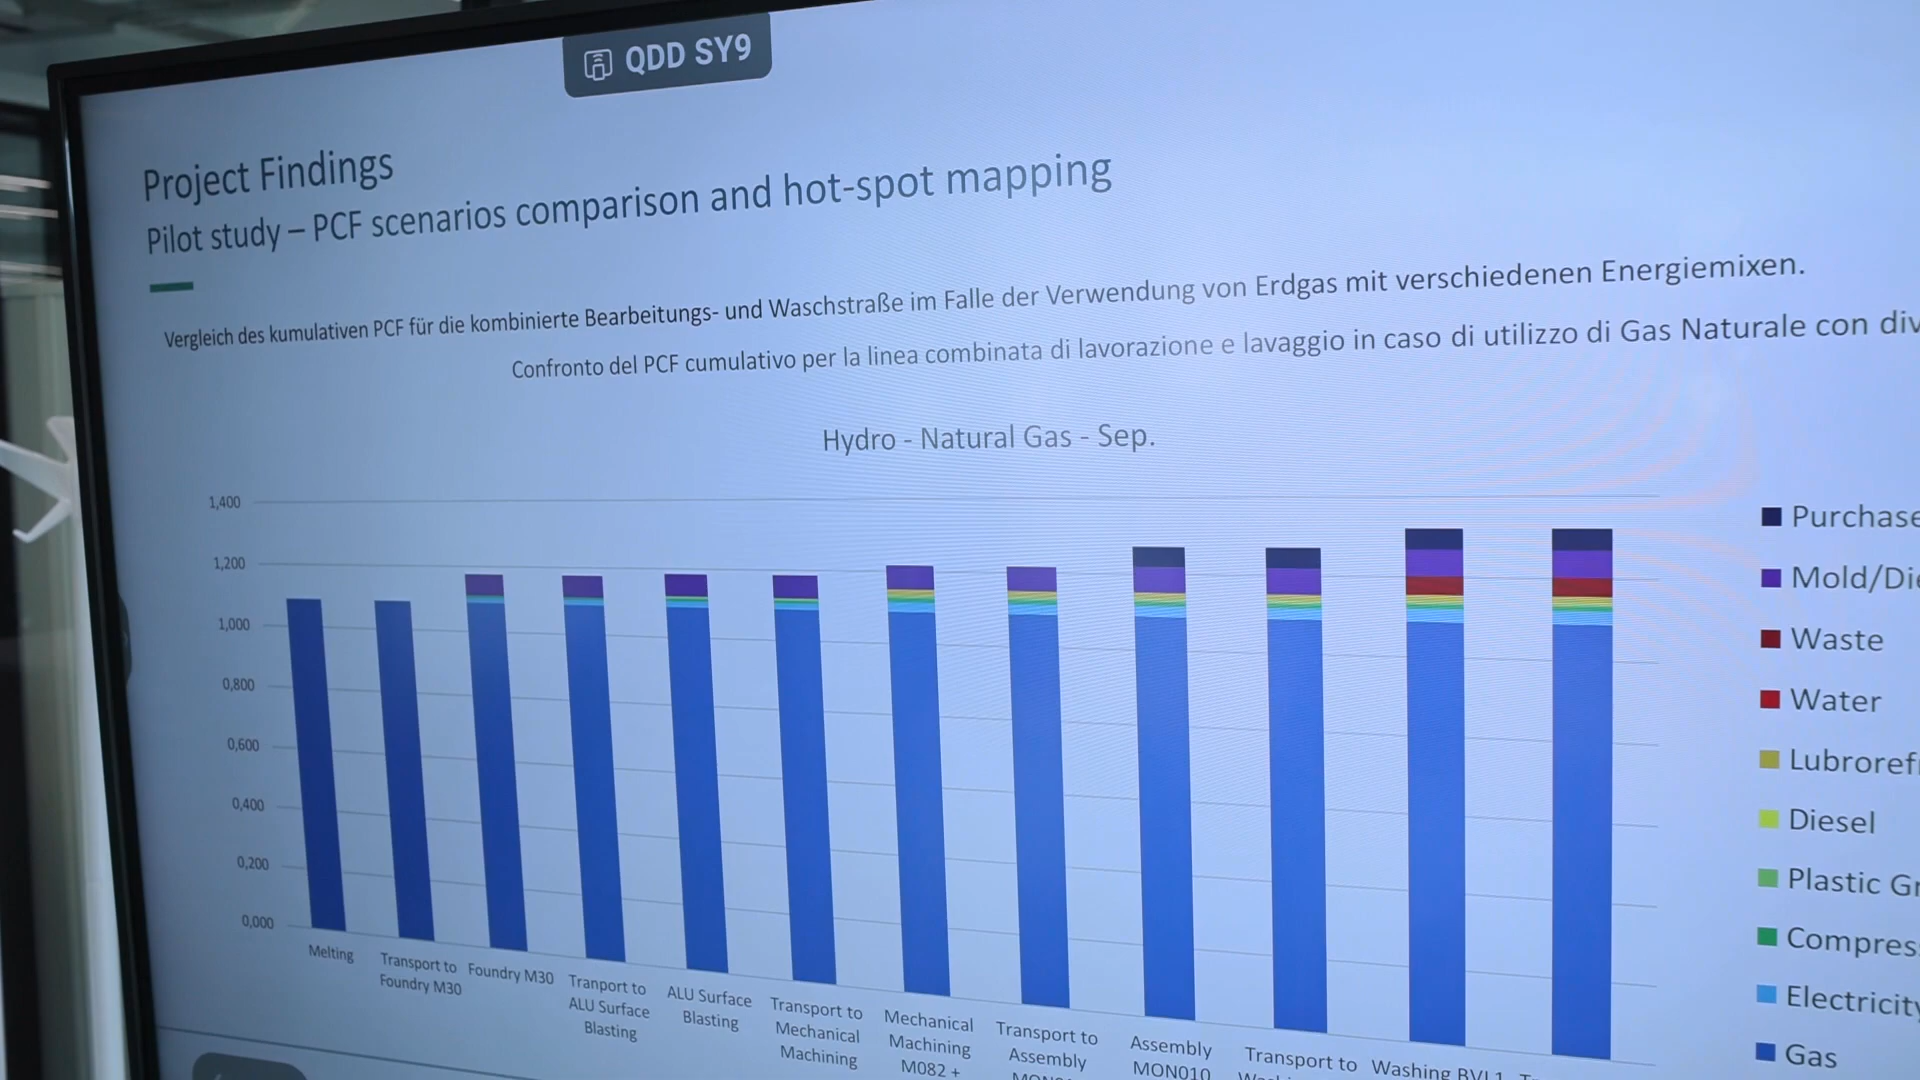 QDD SY9
Project Findings
Pilot study – PCF scenarios comparison and hot-spot mapping
Vergleich des kumulativen PCF für die kombinierte Bearbeitungs- und Waschstraße im Falle der Verwendung von Erdgas mit verschiedenen Energiemixen.
Confronto del PCF cumulativo per la linea combinata di lavorazione e lavaggio in caso di utilizzo di Gas Naturale con
Hydro - Natural Gas - Sep.
1,400
1,200
1,000
0,800
0,600
0,400
0,200
0,000
Melting
Transport to
Foundry M30
Foundry M30
Tranport to
ALU Surface
Blasting
ALU Surface
Blasting
Transport to
Mechanical
Machining
Mechanical
Machining
M082 +
Transport to
Assembly
Assembly
MON010
Transport to
Washing
Purchase
Mold/Die
Waste
Water
Diesel
Plastic
Electricity
Gas